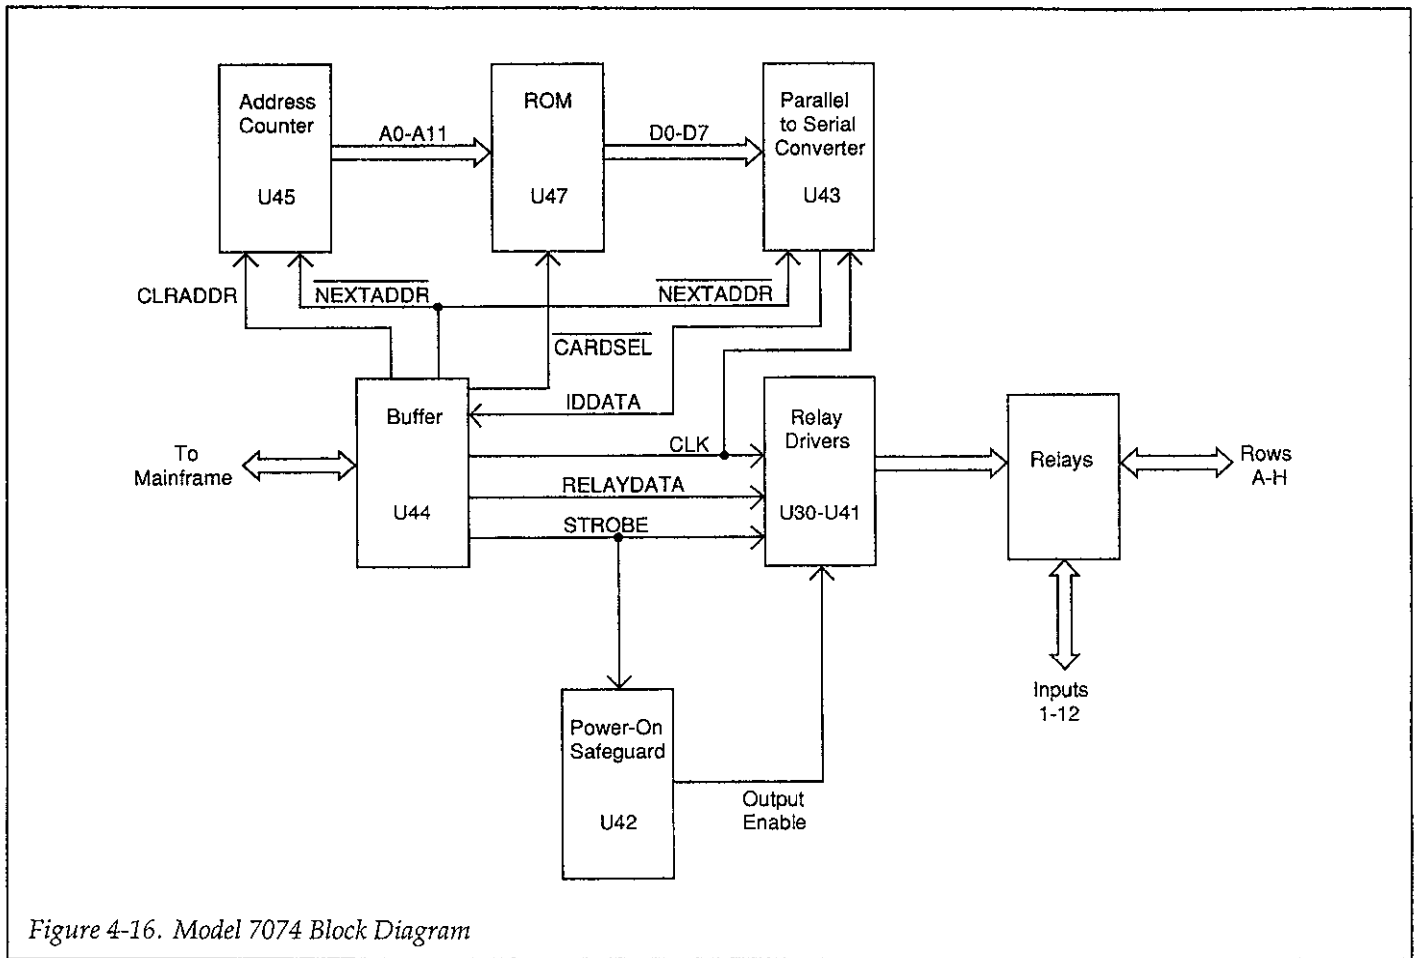 Address
Counter
U45
A0-A11
ROM
U47
D0-D7
Parallel
to Serial
Converter
U43
CLRADDR
NEXTADDR
NEXTADDR
CARDSEL
IDDATA
Buffer
U44
To
Mainframe
CLK
RELAYDATA
STROBE
Relay
Drivers
U30-U41
Relays
Rows
A-H
Inputs
1-12
Power-On
Safeguard
U42
Output
Enable
Figure 4-16. Model 7074 Block Diagram